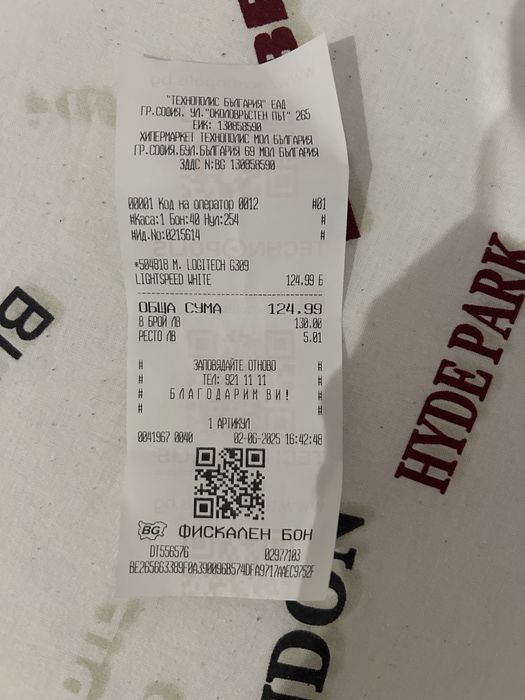 "ТЕХНОПОЛИС БЪЛГАРИЯ" ЕАД
ГР.СОФИЯ, УЛ."ОКОЛОВРЪСТЕН ПЪТ" 265
ЕИК: 130858590
ХИПЕРМАРКЕТ ТЕХНОПОЛИС МОЛ БЪЛГАРИЯ
ГР.СОФИЯ.БУЛ.БЪЛГАРИЯ 69 МОЛ БЪЛГАРИЯ
ЗДДС N:BG 130858590
00001 Код на оператор 0012 #01
#Каса:1 Бон:40 Нул:254 #
#Ид.No:0215614 #
*504818 М. LOGITECH G309
LIGHTSPEED WHITE 124.99 Б
ОБЩА СУМА 124.99
В БРОЙ ЛВ 130.00
РЕСТО ЛВ 5.01
# ЗАПОВЯДАЙТЕ ОТНОВО #
# ТЕЛ: 921 11 11 #
# БЛАГОДАРИМ ВИ! #
# #
1 АРТИКУЛ
0041967 0040 02-06-2025 16:42:48
BG ФИСКАЛЕН БОН
DT556576 02977103
HYDE PARK